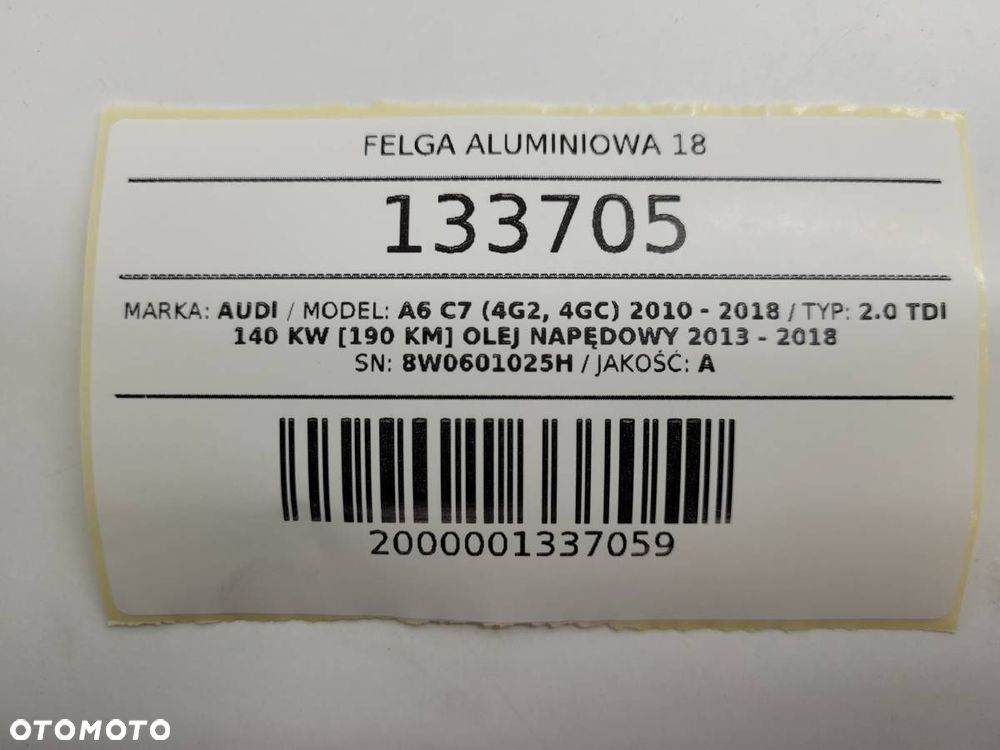 FELGA ALUMINIOWA 18
133705
MARKA: AUDI / MODEL: A6 C7 (4G2, 4GC) 2010 - 2018 / TYP: 2.0 TDI
140 KW [190 KM] OLEJ NAPĘDOWY 2013 - 2018
SN: 8W0601025H / JAKOŚĆ: A
2000001337059
OTOMOTO